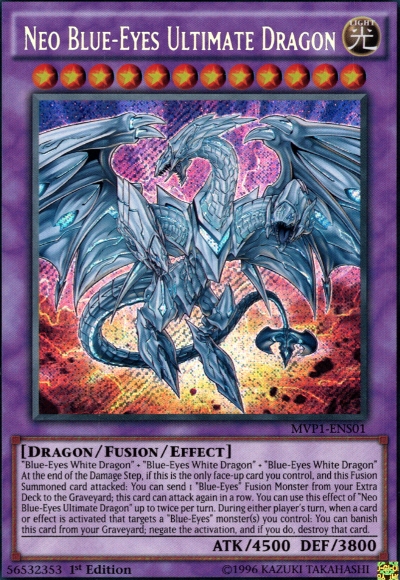 NEO BLUE-EYES ULTIMATE DRAGON
LIGHT
光
MVP1-ENS01
[DRAGON/FUSION/EFFECT]
"Blue-Eyes White Dragon" + "Blue-Eyes White Dragon" + "Blue-Eyes White Dragon"
At the end of the Damage Step, if this is the only face-up card you control, and this Fusion
Summoned card attacked: You can send 1 "Blue-Eyes" Fusion Monster from your Extra
Deck to the Graveyard; this card can attack again in a row. You can use this effect of "Neo
Blue-Eyes Ultimate Dragon" up to twice per turn. During either player's turn, when a card
or effect is activated that targets a "Blue-Eyes" monster(s) you control: You can banish
this card from your Graveyard; negate the activation, and if you do, destroy that card.
ATK/4500 DEF/3800
56532353 1st Edition ©1996 KAZUKI TAKAHASHI